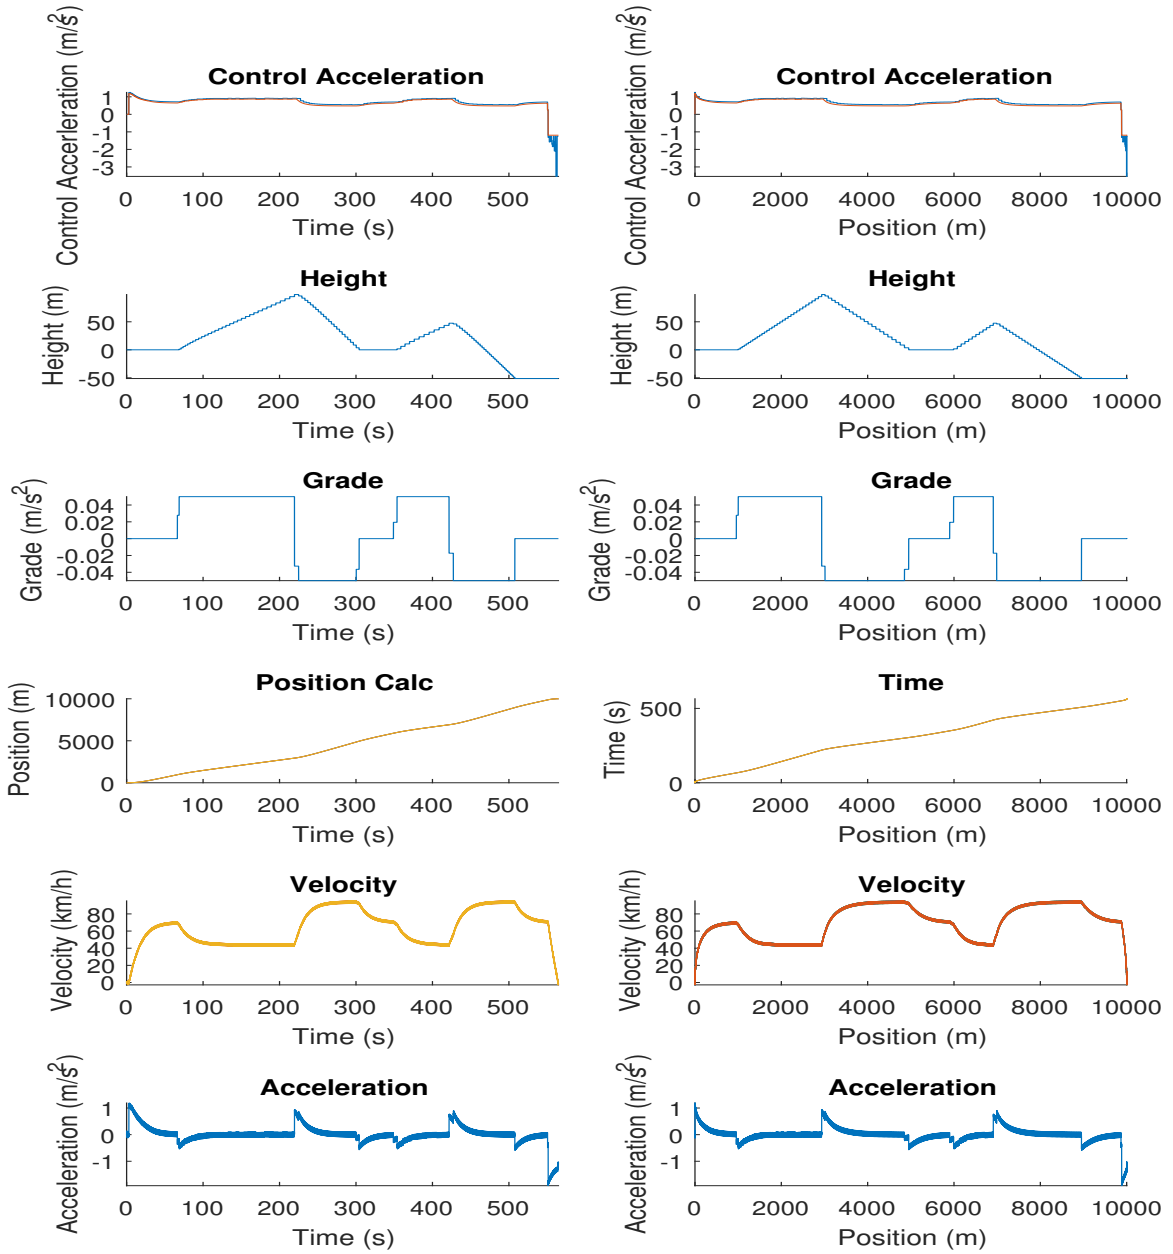 Control Acceleration
Control Accerleration (m/s²)
1
0
-1
-2
-3
0 100 200 300 400 500
Time (s)
Control Acceleration
Control Acceleration (m/s²)
1
0
-1
-2
-3
0 2000 4000 6000 8000 10000
Position (m)
Height
Height (m)
50
0
-50
0 100 200 300 400 500
Time (s)
Height
Height (m)
50
0
-50
0 2000 4000 6000 8000 10000
Position (m)
Grade
Grade (m/s²)
0.04
0.02
0
-0.02
-0.04
0 100 200 300 400 500
Time (s)
Grade
Grade (m/s²)
0.04
0.02
0
-0.02
-0.04
0 2000 4000 6000 8000 10000
Position (m)
Position Calc
Position (m)
10000
5000
0
0 100 200 300 400 500
Time (s)
Time
Time (s)
500
0
0 2000 4000 6000 8000 10000
Position (m)
Velocity
Velocity (km/h)
80
60
40
20
0
0 100 200 300 400 500
Time (s)
Velocity
Velocity (km/h)
80
60
40
20
0
0 2000 4000 6000 8000 10000
Position (m)
Acceleration
Acceleration (m/s²)
1
0
-1
0 100 200 300 400 500
Time (s)
Acceleration
Acceleration (m/s²)
1
0
-1
0 2000 4000 6000 8000 10000
Position (m)